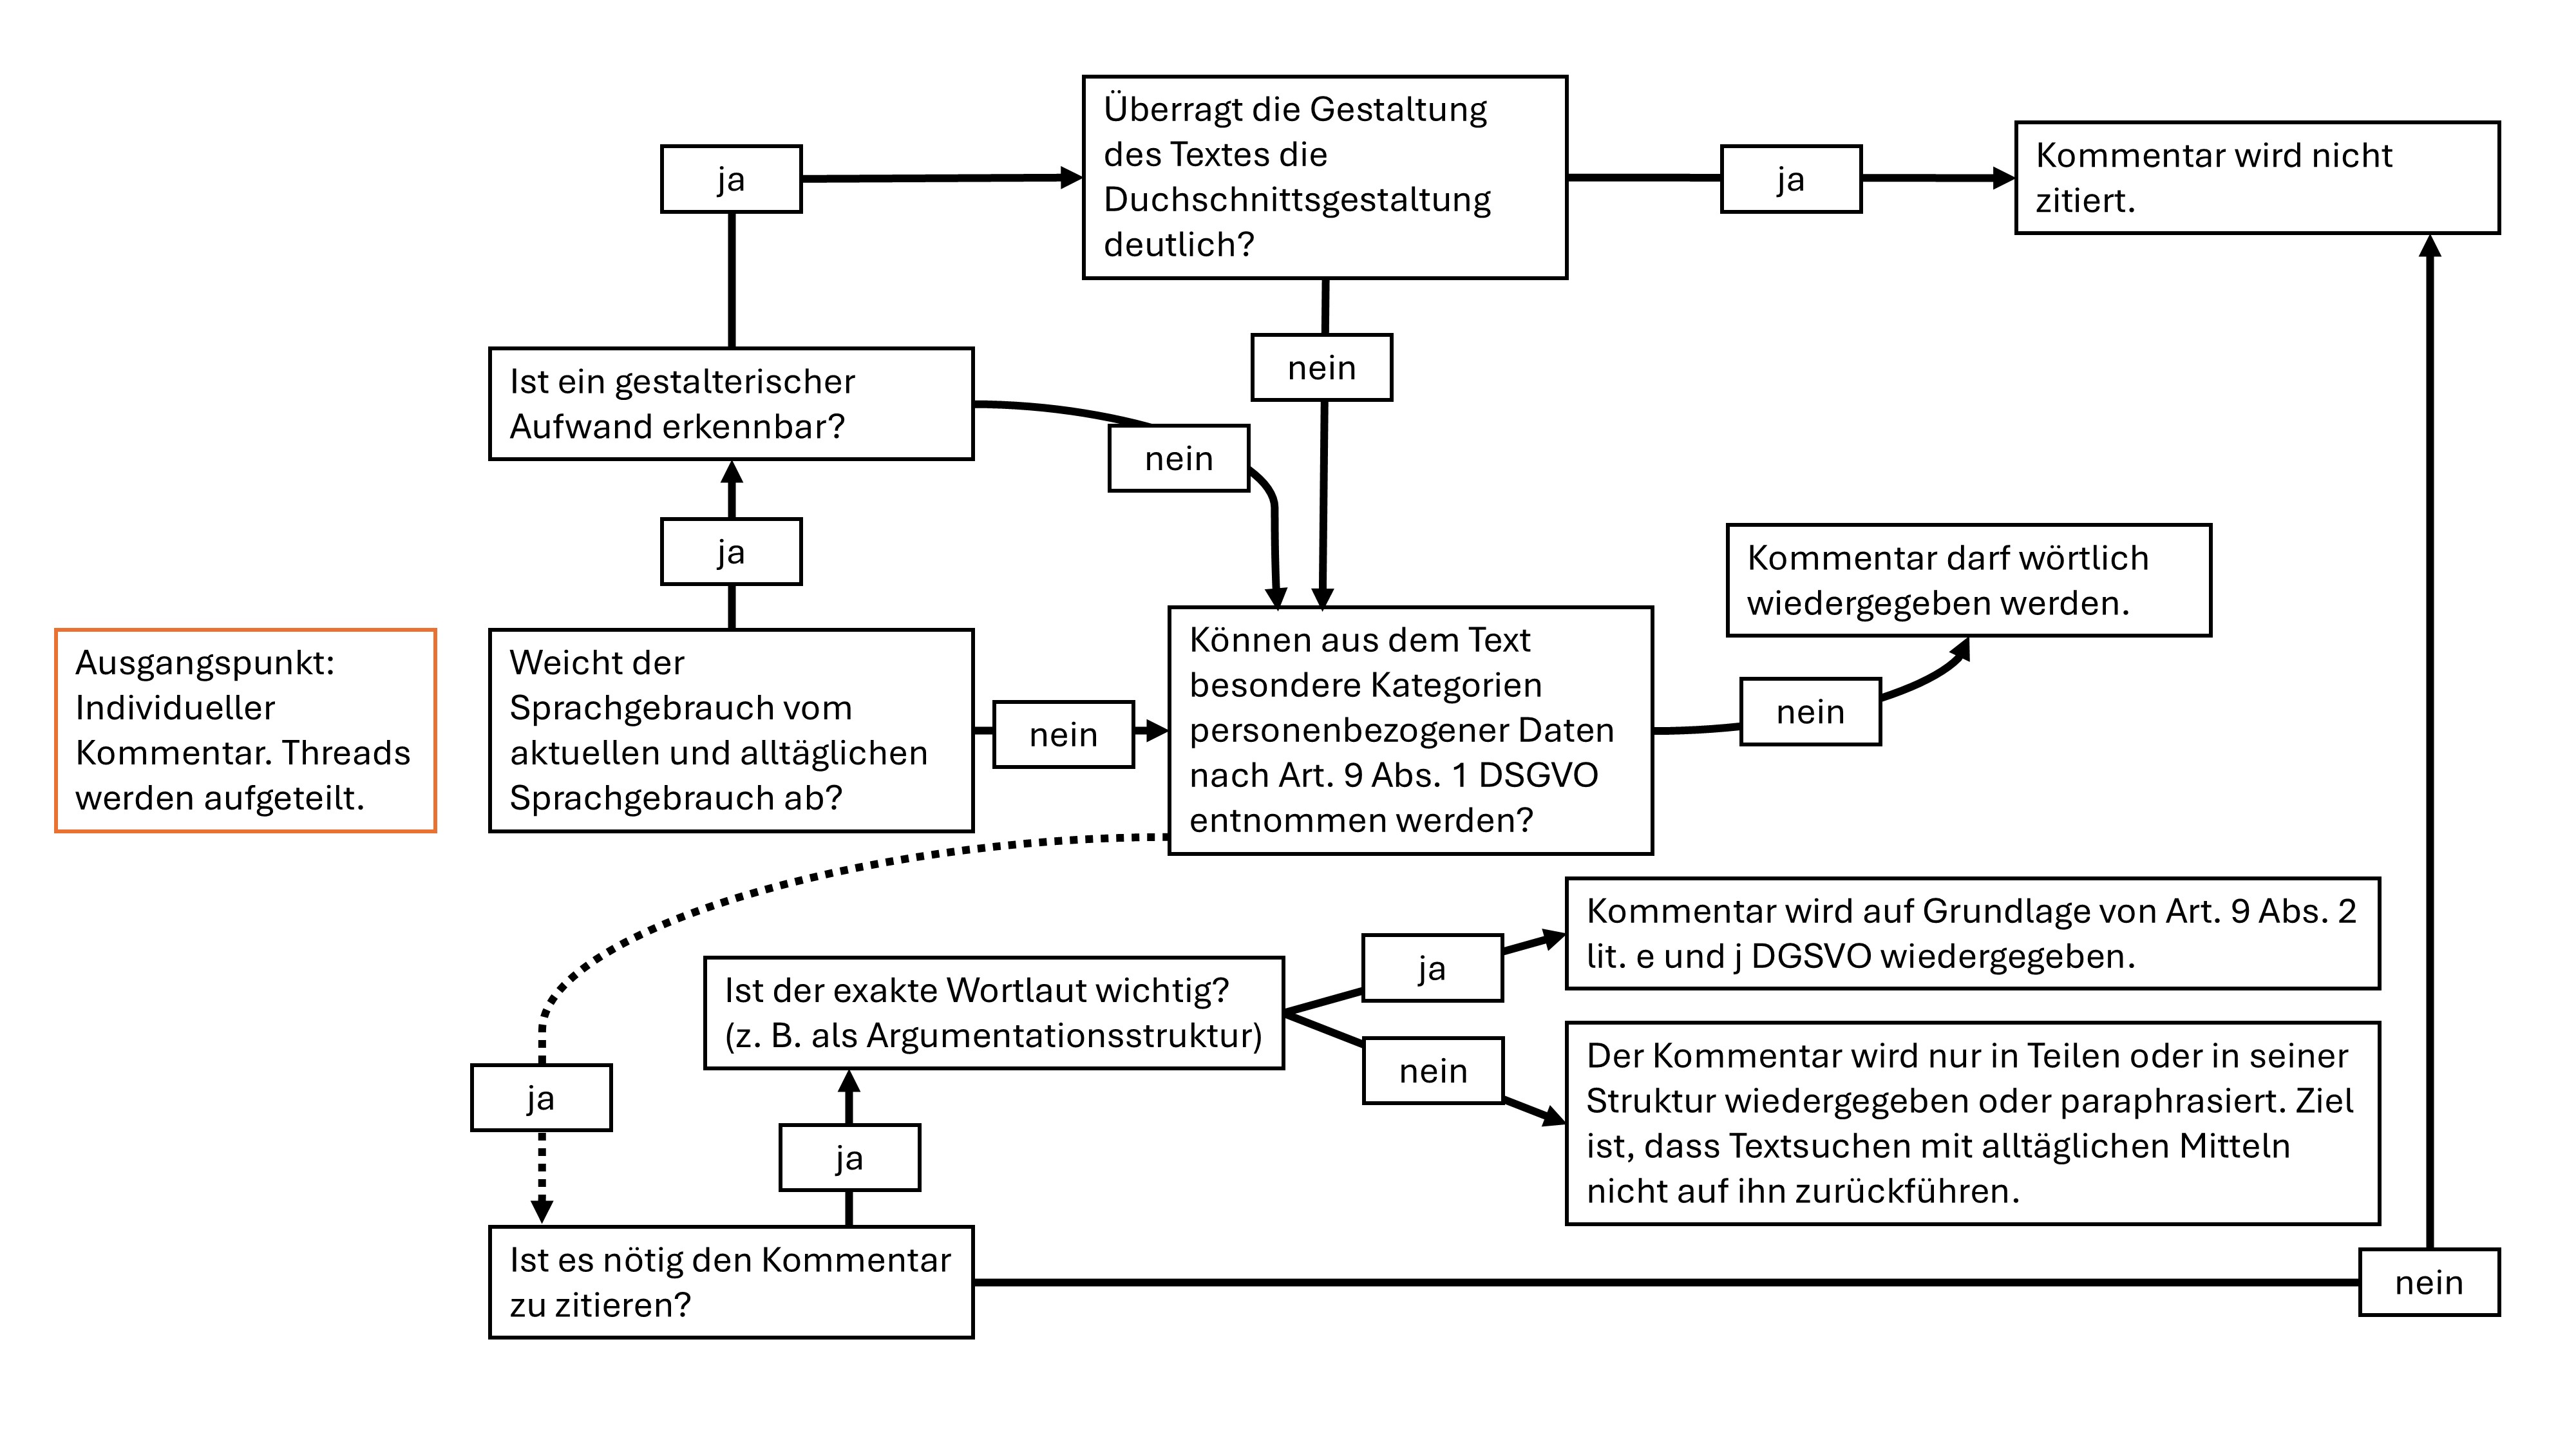 Überragt die Gestaltung
des Textes die
Duchschnittsgestaltung
deutlich?
ja
ja
Kommentar wird nicht
zitiert.
nein
Ist ein gestalterischer
Aufwand erkennbar?
nein
ja
Kommentar darf wörtlich
wiedergegeben werden.
Ausgangspunkt:
Individueller
Kommentar. Threads
werden aufgeteilt.
Weicht der
Sprachgebrauch vom
aktuellen und alltäglichen
Sprachgebrauch ab?
nein
Können aus dem Text
besondere Kategorien
personenbezogener Daten
nach Art. 9 Abs. 1 DSGVO
entnommen werden?
nein
Kommentar wird auf Grundlage von Art. 9 Abs. 2
lit. e und j DGSVO wiedergegeben.
ja
Ist der exakte Wortlaut wichtig?
(z. B. als Argumentationsstruktur)
nein
Der Kommentar wird nur in Teilen oder in seiner
Struktur wiedergegeben oder paraphrasiert. Ziel
ist, dass Textsuchen mit alltäglichen Mitteln
nicht auf ihn zurückführen.
ja
ja
Ist es nötig den Kommentar
zu zitieren?
nein